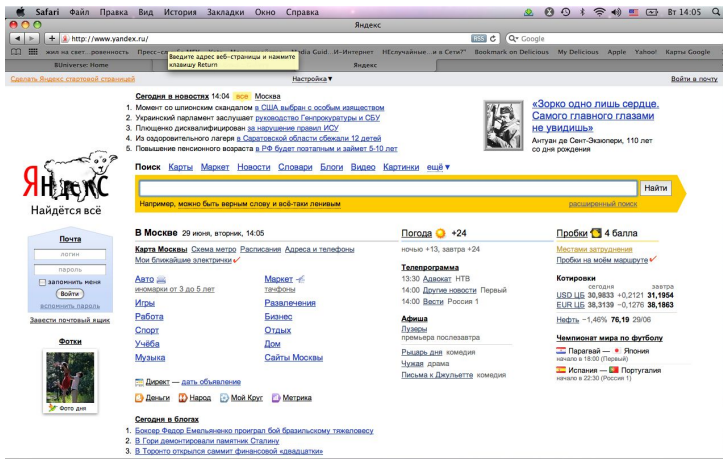 Safari Файл Правка Вид История Закладки Окно Справка
Вт 14:05
Яндекс
http://www.yandex.ru/
RSS
Google
Bookmark on Delicious My Delicious Apple Yahoo! Карты Google
Введите адрес веб-страницы и нажмите
клавишу Return
BUniverse: Home
Яндекс
Сделать Яндекс стартовой страницей
Настройка
Войти в почту
Сегодня в новостях 14:04 все Москва
1. Момент со шпионским скандалом в США выбран с особым изяществом
2. Украинский парламент заслушает руководство Генпрокуратуры и СБУ
3. Плющенко дисквалифицирован за нарушение правил ИСУ
4. Из оздоровительного лагеря в Саратовской области сбежали 12 детей
5. Повышение пенсионного возраста в РФ будет поэтапным и займет 5-10 лет
«Зорко одно лишь сердце.
Самого главного глазами
не увидишь»
Антуан де Сент-Экзюпери, 110 лет
со дня рождения
Яндекс
Найдётся всё
Поиск Карты Маркет Новости Словари Блоги Видео Картинки ещё
Найти
Например, можно быть верным слову и всё-таки ленивым
расширенный поиск
Почта
логин
пароль
запомнить меня
Войти
вспомнить пароль
Завести почтовый ящик
Фотки
Фото дня
В Москве 29 июня, вторник, 14:05
Карта Москвы Схема метро Расписания Адреса и телефоны
Мои ближайшие электрички
Авто
иномарки от 3 до 5 лет
Игры
Работа
Спорт
Учёба
Музыка
Маркет
тачфоны
Развлечения
Бизнес
Отдых
Дом
Сайты Москвы
Директ — дать объявление
Деньги Народ Мой Круг Метрика
Сегодня в блогах
1. Боксер Федор Емельяненко проиграл бой бразильскому тяжеловесу
2. В Гори демонтировали памятник Сталину
3. В Торонто открылся саммит финансовой «двадцатки»
Погода +24
ночью +13, завтра +24
Телепрограмма
13:30 Адвокат НТВ
14:00 Другие новости Первый
14:00 Вести Россия 1
Афиша
Лузеры
премьера послезавтра
Рыцарь дня комедия
Чужая драма
Письма к Джульетте комедия
Пробки 4 балла
Местами затруднения
Пробки на моём маршруте
Котировки
сегодня завтра
USD ЦБ 30,9833 +0,2121 31,1954
EUR ЦБ 38,3139 −0,1276 38,1863
Нефть −1,46% 76,19 29/06
Чемпионат мира по футболу
Парагвай — Япония
начало в 18:00 (Первый)
Испания — Португалия
начало в 22:30 (Россия 1)